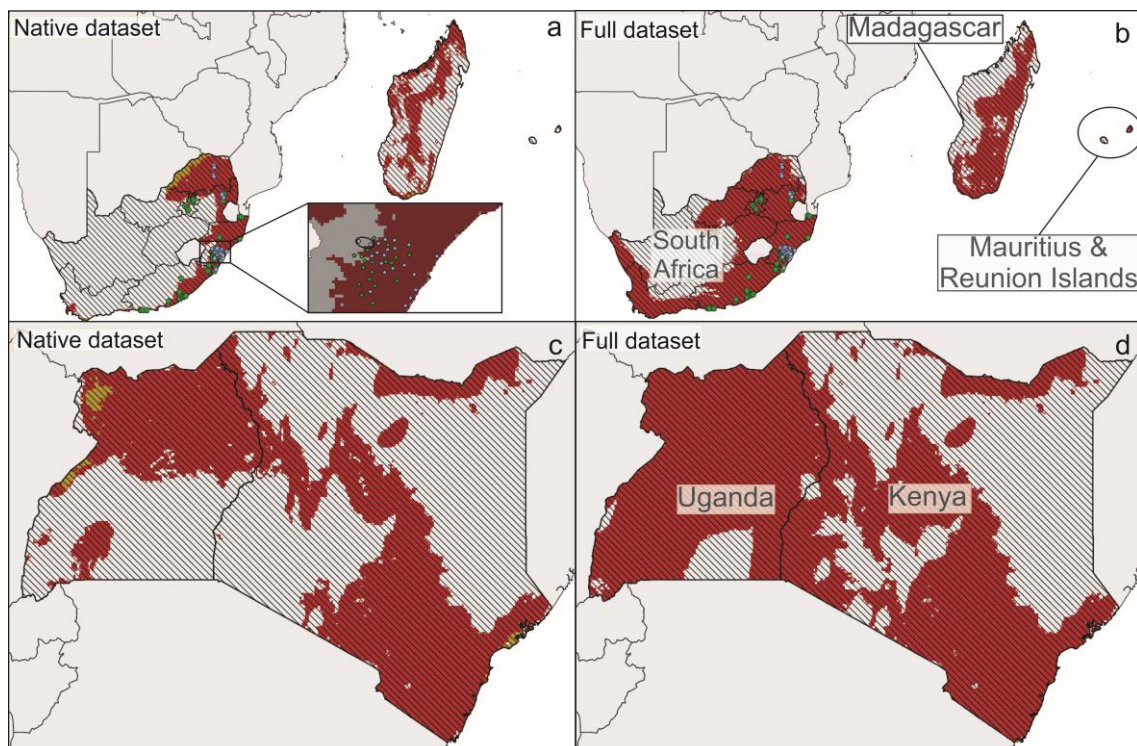 Native dataset
a
Full dataset
b
Madagascar
South
Africa
Mauritius &
Reunion Islands
Native dataset
c
Full dataset
d
Uganda
Kenya